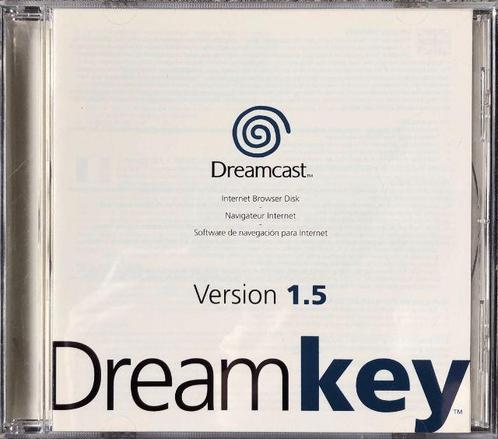 Dreamcast™
Internet Browser Disk
-
Navigateur Internet
-
Software de navegación para Internet
Version 1.5
Dreamkey™